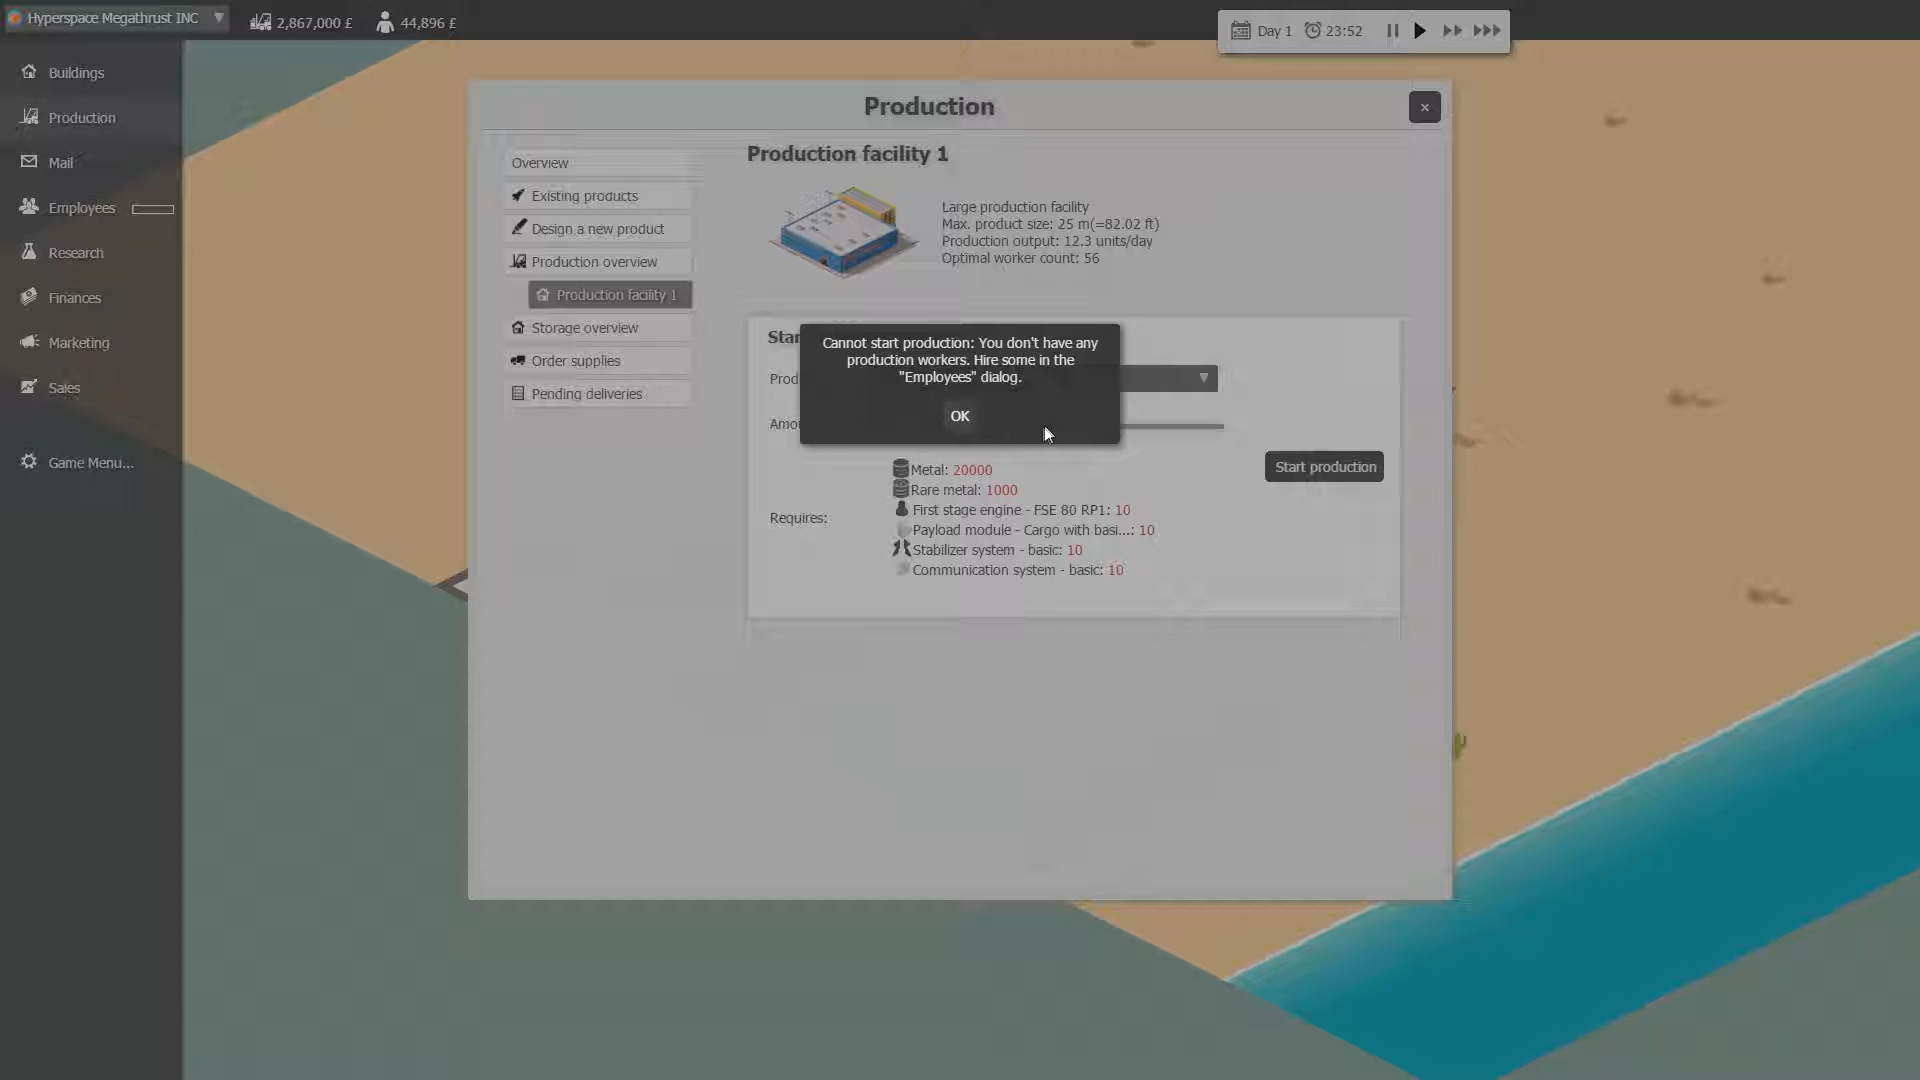 Hyperspace Megathrust INC
2,867,000 £
44,896 £
Day 1
23:52
Buildings
Production
Mail
Employees
Research
Finances
Marketing
Sales
Game Menu...
Production
×
Overview
Existing products
Design a new product
Production overview
Production facility 1
Storage overview
Order supplies
Pending deliveries
Production facility 1
Large production facility
Max. product size: 25 m(=82.02 ft)
Production output: 12.3 units/day
Optimal worker count: 56
Star
Prod
Amou
Cannot start production: You don't have any
production workers. Hire some in the
"Employees" dialog.
OK
Start production
Requires:
Metal: 20000
Rare metal: 1000
First stage engine - FSE 80 RP1: 10
Payload module - Cargo with basi...: 10
Stabilizer system - basic: 10
Communication system - basic: 10